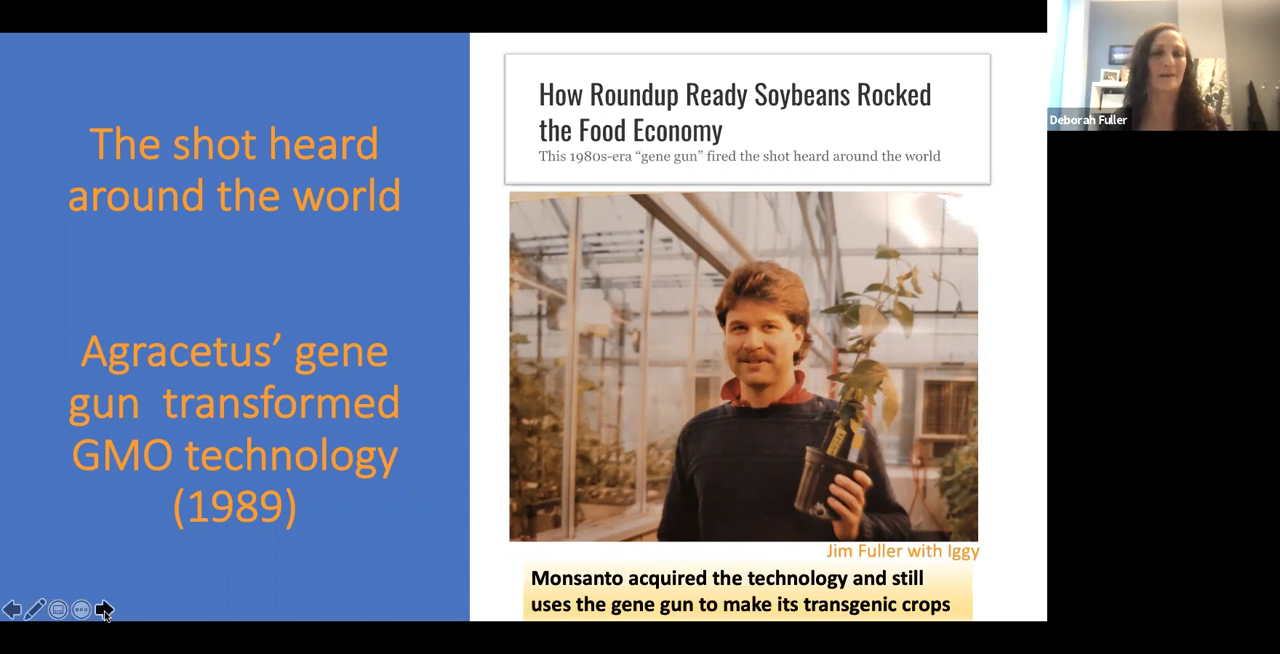 The shot heard
around the world
Agracetus’ gene
gun transformed
GMO technology
(1989)
How Roundup Ready Soybeans Rocked
the Food Economy
This 1980s-era “gene gun” fired the shot heard around the world
Jim Fuller with Iggy
Monsanto acquired the technology and still
uses the gene gun to make its transgenic crops
Deborah Fuller